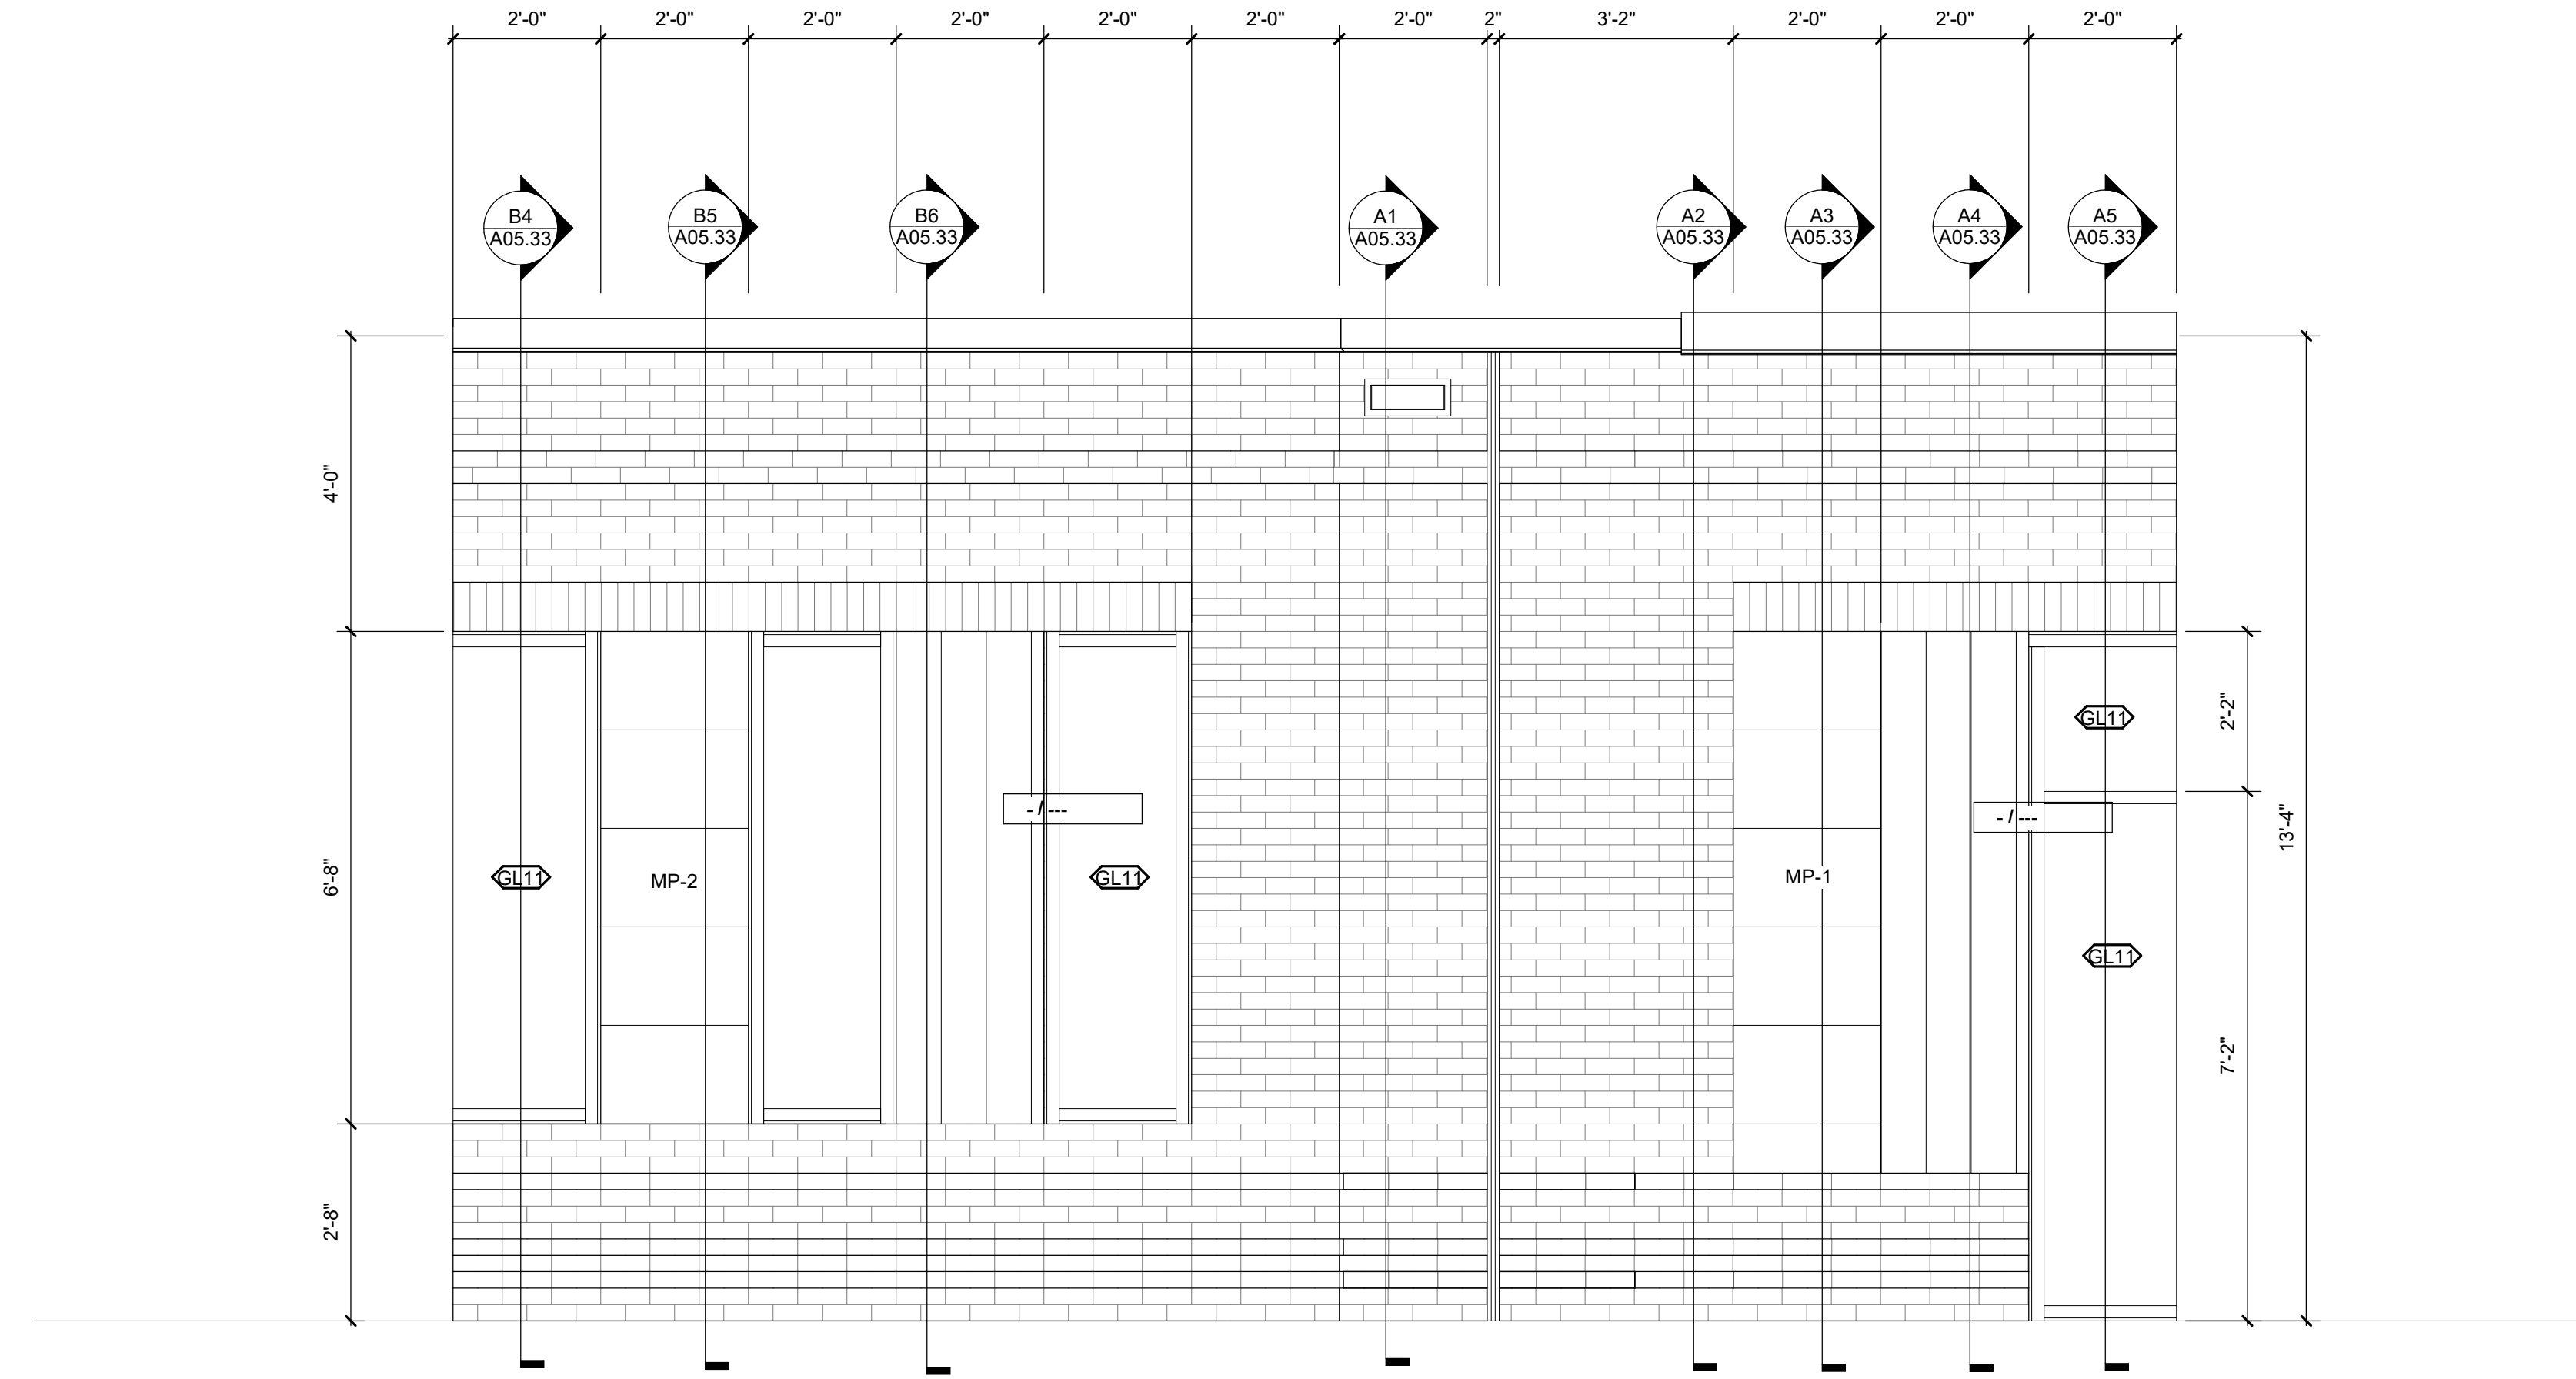 2'-0" 2'-0" 2'-0" 2'-0" 2'-0" 2'-0" 2'-0" 2" 3'-2" 2'-0" 2'-0" 2'-0"
B4
A05.33
B5
A05.33
B6
A05.33
A1
A05.33
A2
A05.33
A3
A05.33
A4
A05.33
A5
A05.33
4'-0"
6'-8"
2'-8"
GL11
MP-2
- / ---
GL11
MP-1
- / ---
GL11
GL11
2'-2"
7'-2"
13'-4"